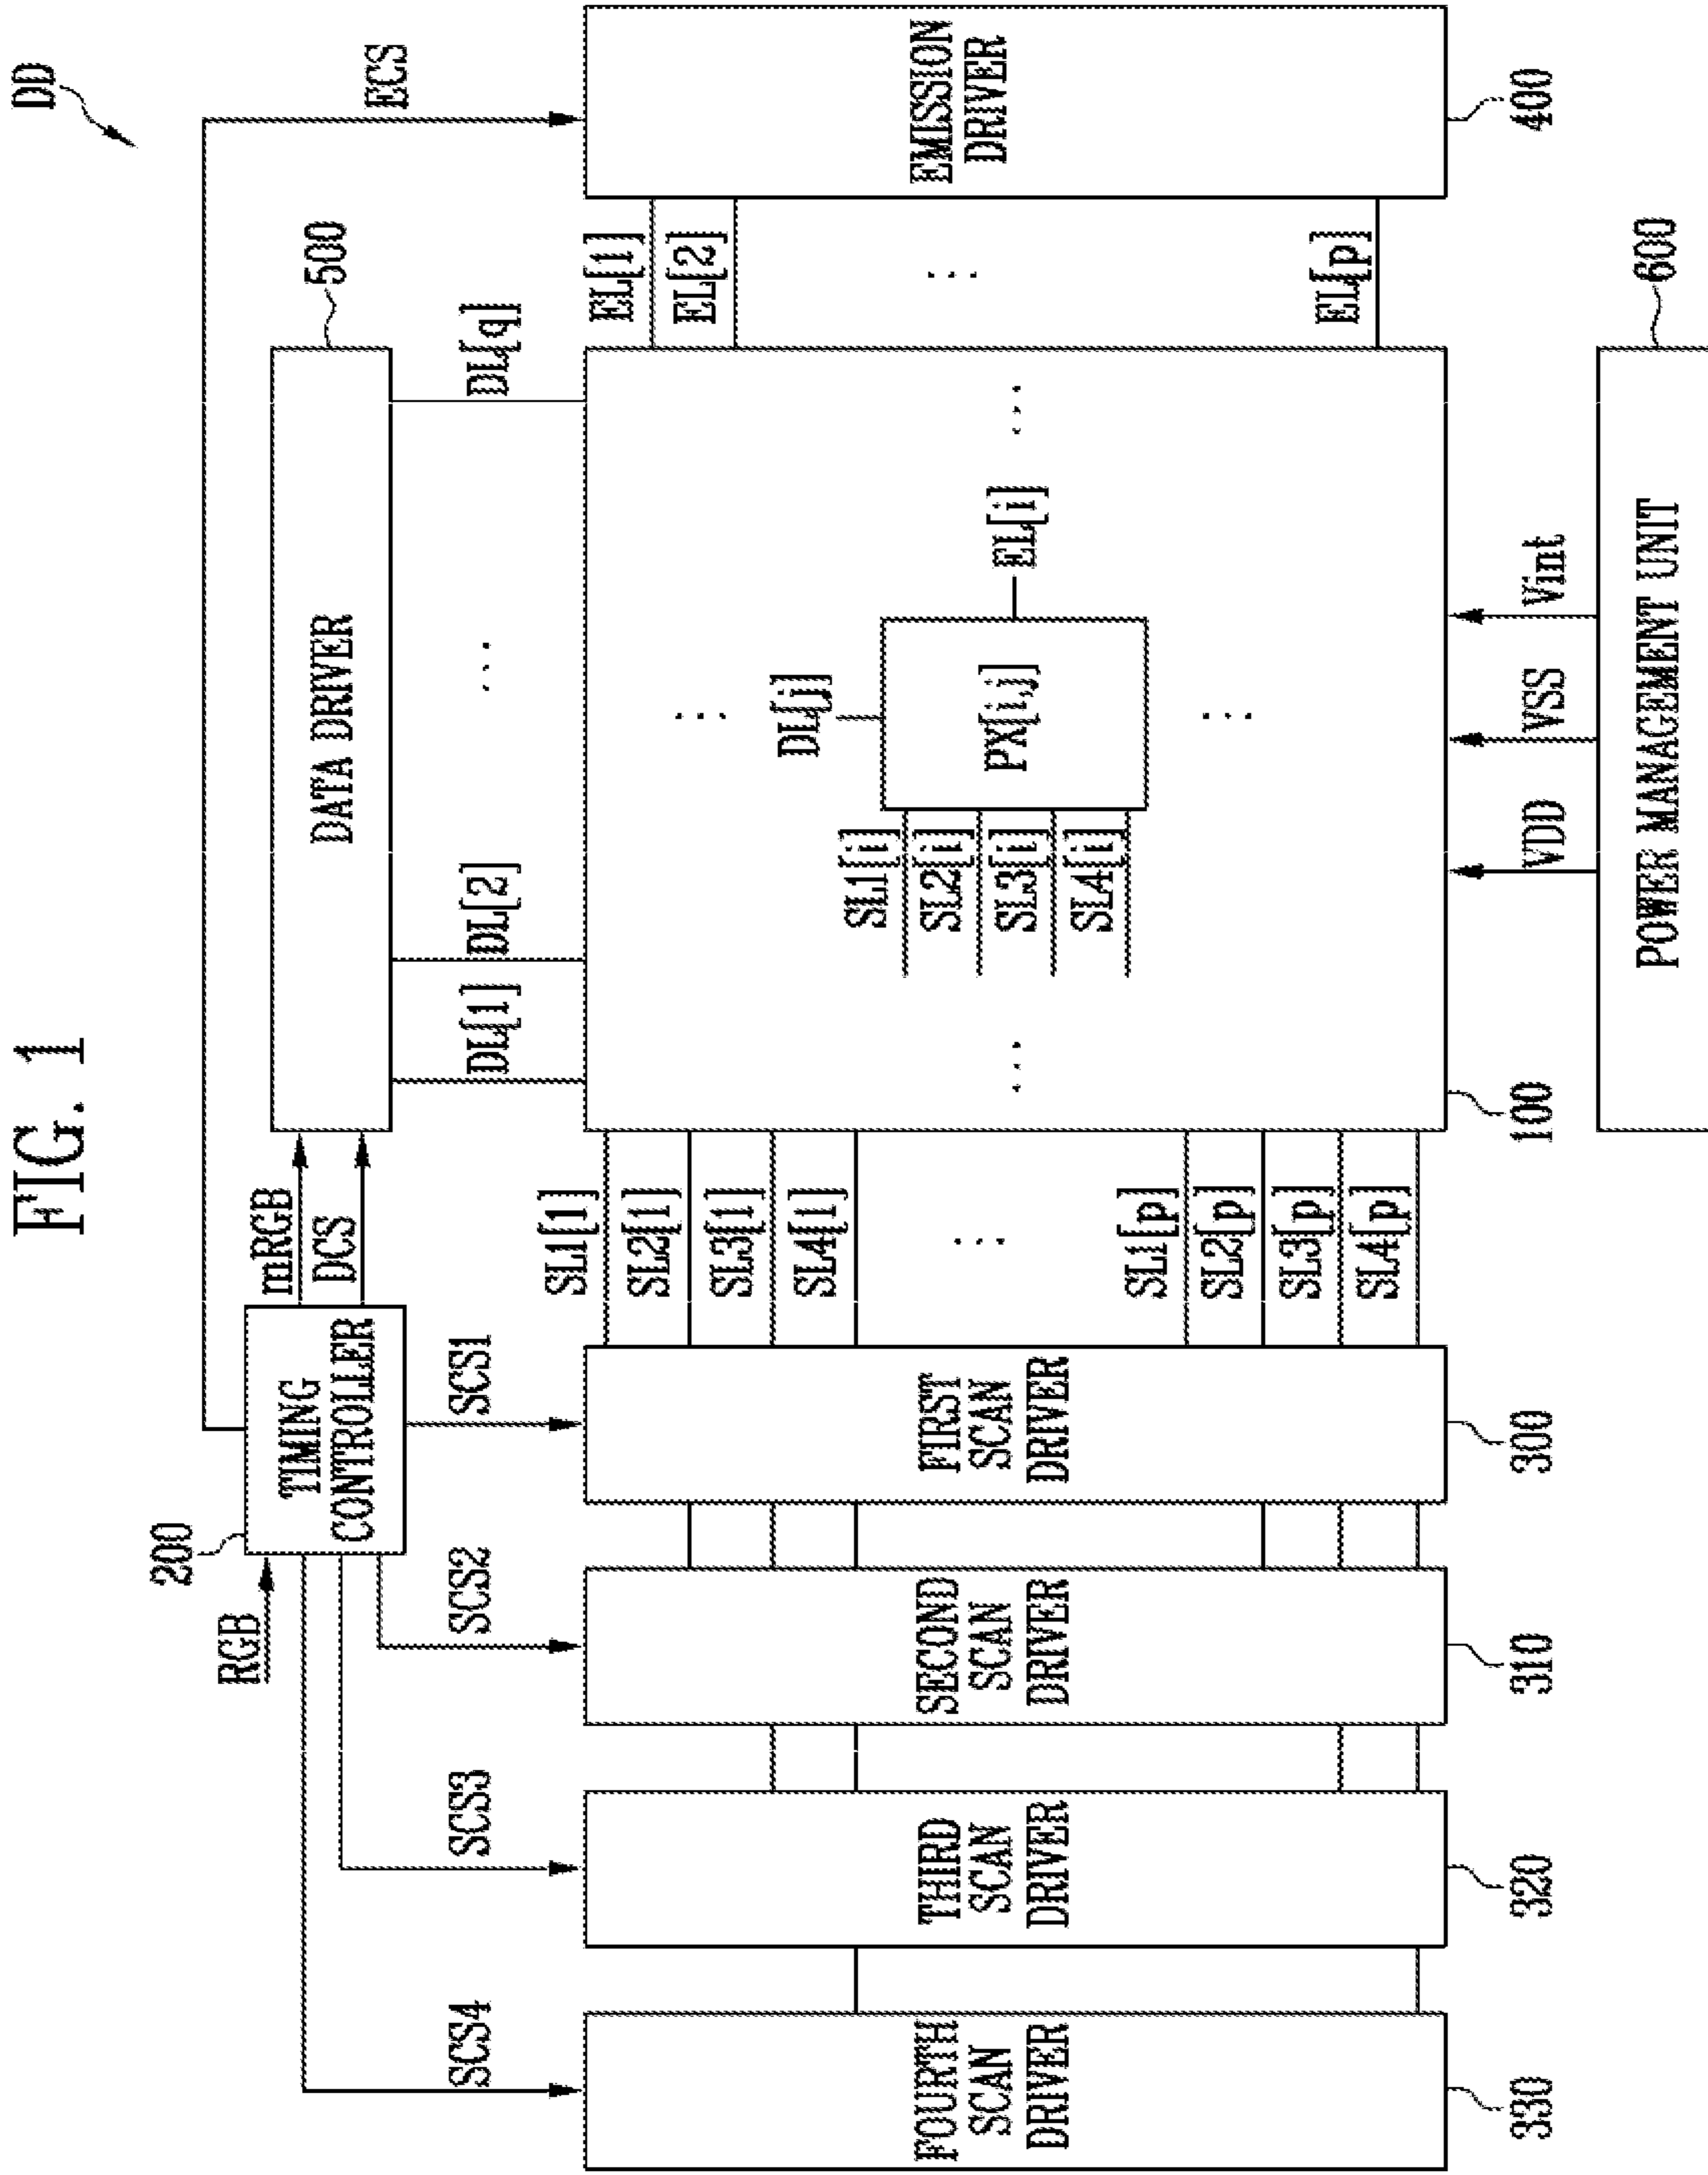 FIG. 1
DD
ECS
200
RGB
TIMING
CONTROLLER
mRGB
DCS
DATA DRIVER
500
SCS4
SCS3
SCS2
SCS1
DL[1]
DL[2]
...
DL[q]
FOURTH
SCAN
DRIVER
THIRD
SCAN
DRIVER
SECOND
SCAN
DRIVER
FIRST
SCAN
DRIVER
SL1[1]
SL2[1]
SL3[1]
SL4[1]
...
SL1[p]
SL2[p]
SL3[p]
SL4[p]
...
DL[j]
SL1[i]
SL2[i]
SL3[i]
SL4[i]
PX[i,j]
EL[i]
...
...
...
EL[1]
EL[2]
...
EL[p]
EMISSION
DRIVER
330
320
310
300
100
400
VDD
VSS
Vint
600
POWER MANAGEMENT UNIT